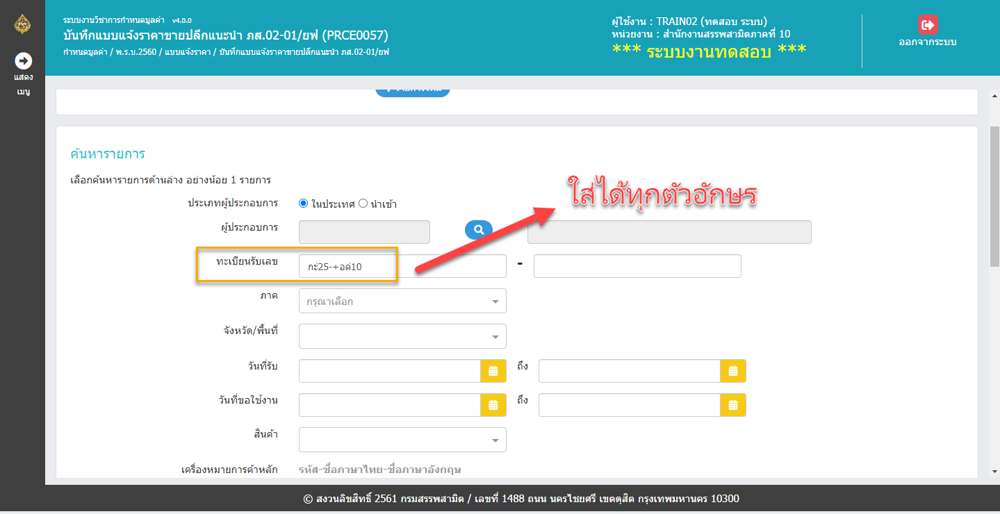 ระบบงานวิชาการกำหนดมูลค่า v4.0.0
บันทึกแบบแจ้งราคาขายปลีกแนะนำ ภส.02-01/ยฟ (PRCE0057)
กำหนดมูลค่า / พ.ร.บ.2560 / แบบแจ้งราคา / บันทึกแบบแจ้งราคาขายปลีกแนะนำ ภส.02-01/ยฟ
ผู้ใช้งาน : TRAIN02 (ทดสอบ ระบบ)
หน่วยงาน : สำนักงานสรรพสามิตภาคที่ 10
*** ระบบงานทดสอบ ***
ออกจากระบบ
แสดง
เมนู
ค้นหารายการ
เลือกค้นหารายการด้านล่าง อย่างน้อย 1 รายการ
ใส่ได้ทุกตัวอักษร
ประเภทผู้ประกอบการ ในประเทศ นำเข้า
ผู้ประกอบการ
ทะเบียนรับเลข กะ25-+อด่10 -
ภาค กรุณาเลือก
จังหวัด/พื้นที่
วันที่รับ ถึง
วันที่ขอใช้งาน ถึง
สินค้า
เครื่องหมายการค้าหลัก รหัส-ชื่อภาษาไทย-ชื่อภาษาอังกฤษ
© สงวนลิขสิทธิ์ 2561 กรมสรรพสามิต / เลขที่ 1488 ถนน นครไชยศรี เขตดุสิต กรุงเทพมหานคร 10300